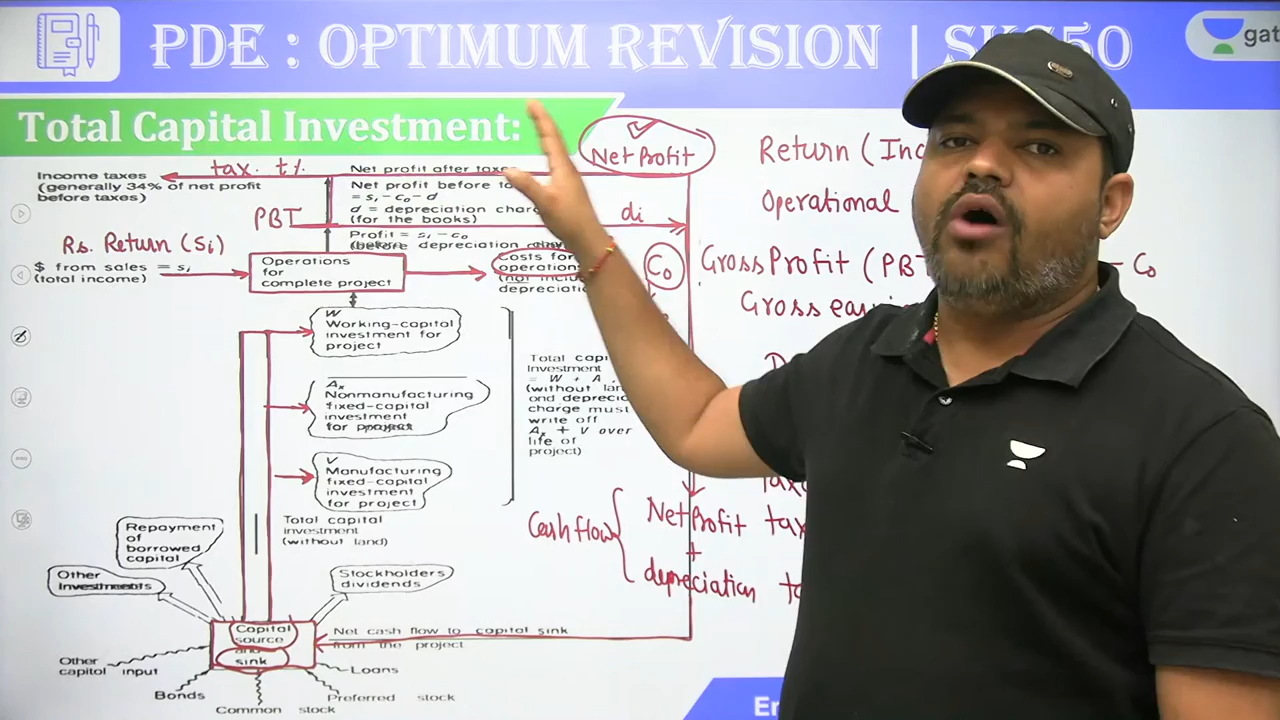 PDE : OPTIMUM REVISION |
gat
Total Capital Investment:
Net Profit
Return (Inc
tax. t%
Income taxes
(generally 34% of net profit
before taxes)
Net profit after taxes
Net profit before
= si - co - d
d = depreciation
(for the books)
PBT
di
Operational
Profit = si - co
(before depreciation
Rs. Return (Si)
$ from sales = si
(total income)
Operations
for
complete project
Costs for
operations
(not
depreciation
Co
Gross Profit (PBT
- Co
Gross
W
Working-capital
investment for
project
Ax
Nonmanufacturing
fixed-capital
investment
for project
V
Manufacturing
fixed-capital
investment
for project
Total
Investment
= W + A
(without
and
charge must
write off
Ax + V over
life of
project)
Total capital
investment
(without land)
Cash flow
Net Profit
+
depreciation
Repayment
of
borrowed
capital
Other
Investments
Stockholders
dividends
Capital
source
and
sink
Net cash flow to capital sink
from the project
Other
capital input
Bonds
Common stock
Preferred stock
Loans